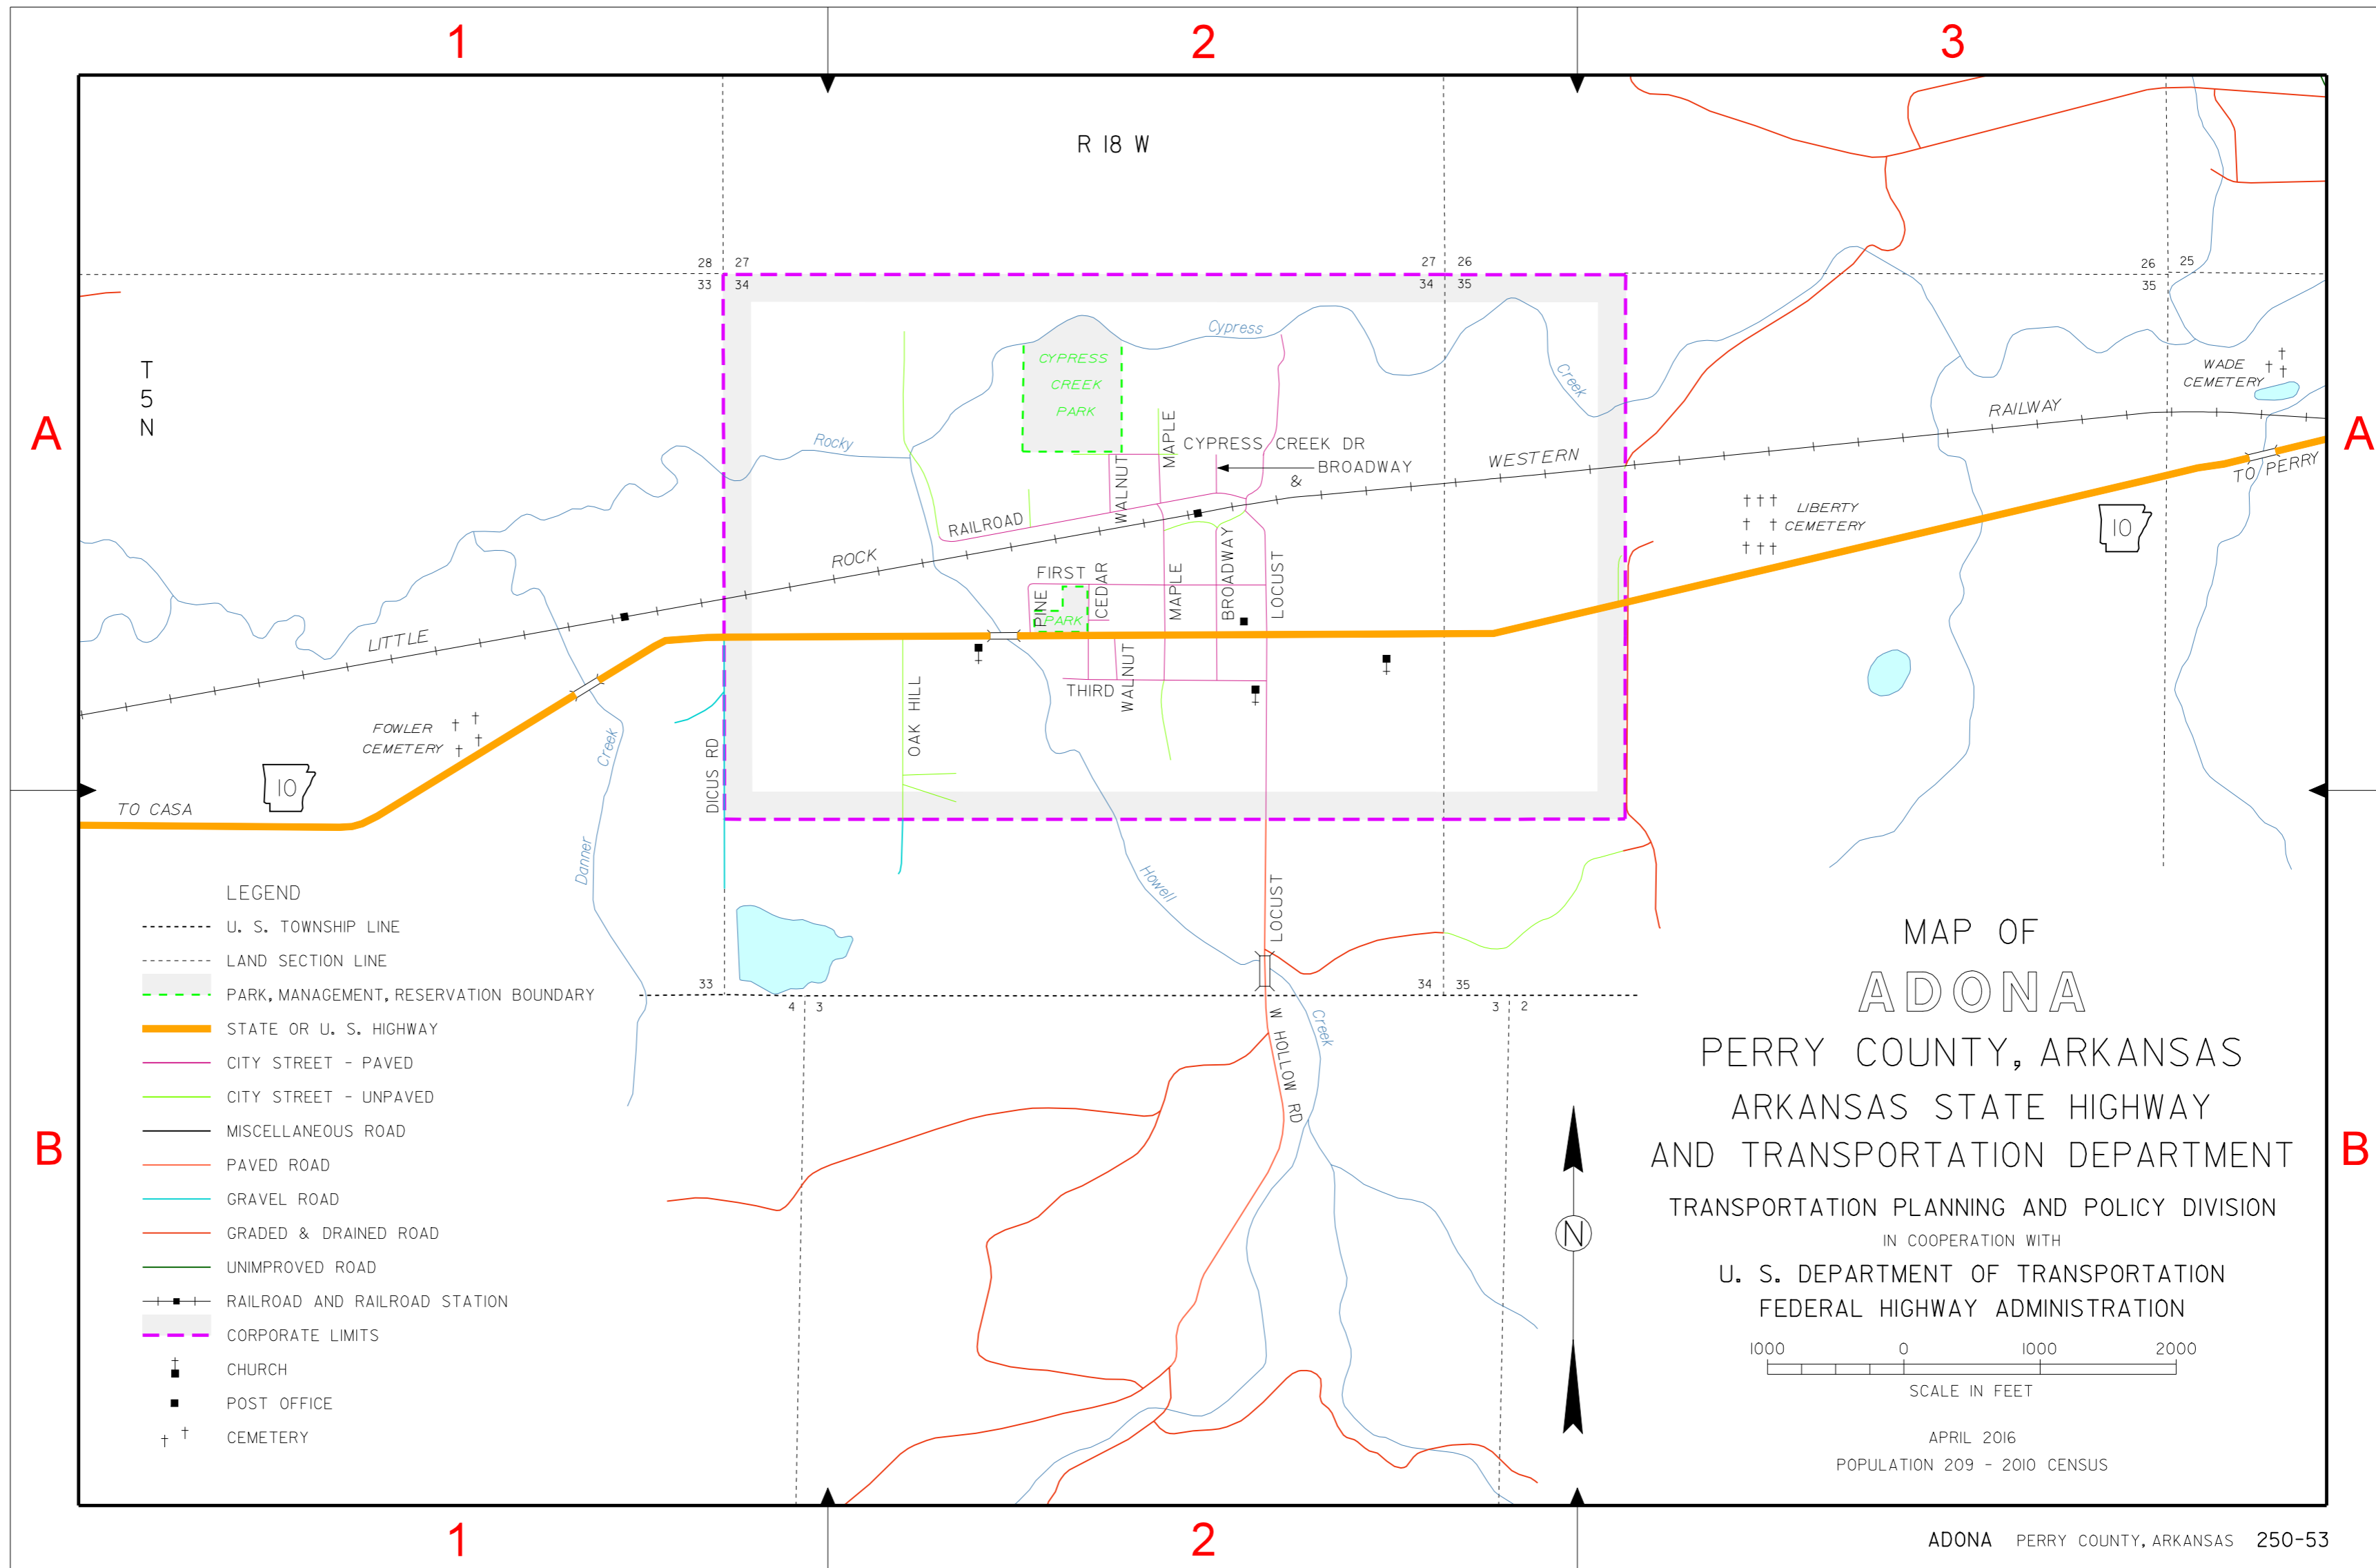 1
2
3
R 18 W
28
27
33
34
27
26
34
35
26
25
35
T
5
N
A
A
Cypress
Creek
CYPRESS
CREEK
PARK
WADE
CEMETERY
RAILWAY
Rocky
MAPLE
CYPRESS CREEK DR
BROADWAY
WALNUT
&
WESTERN
TO PERRY
10
LIBERTY
CEMETERY
RAILROAD
ROCK
FIRST
PINE
CEDAR
MAPLE
BROADWAY
LOCUST
PARK
LITTLE
THIRD
WALNUT
OAK HILL
DICUS RD
FOWLER
CEMETERY
Creek
10
TO CASA
Danner
Howell
LOCUST
33
34
35
4
3
3
2
Creek
W HOLLOW RD
LEGEND
U. S. TOWNSHIP LINE
LAND SECTION LINE
PARK, MANAGEMENT, RESERVATION BOUNDARY
STATE OR U. S. HIGHWAY
CITY STREET - PAVED
CITY STREET - UNPAVED
MISCELLANEOUS ROAD
PAVED ROAD
GRAVEL ROAD
GRADED & DRAINED ROAD
UNIMPROVED ROAD
RAILROAD AND RAILROAD STATION
CORPORATE LIMITS
CHURCH
POST OFFICE
CEMETERY
B
B
N
MAP OF
ADONA
PERRY COUNTY, ARKANSAS
ARKANSAS STATE HIGHWAY
AND TRANSPORTATION DEPARTMENT
TRANSPORTATION PLANNING AND POLICY DIVISION
IN COOPERATION WITH
U. S. DEPARTMENT OF TRANSPORTATION
FEDERAL HIGHWAY ADMINISTRATION
1000 0 1000 2000
SCALE IN FEET
APRIL 2016
POPULATION 209 - 2010 CENSUS
1
2
ADONA PERRY COUNTY, ARKANSAS 250-53